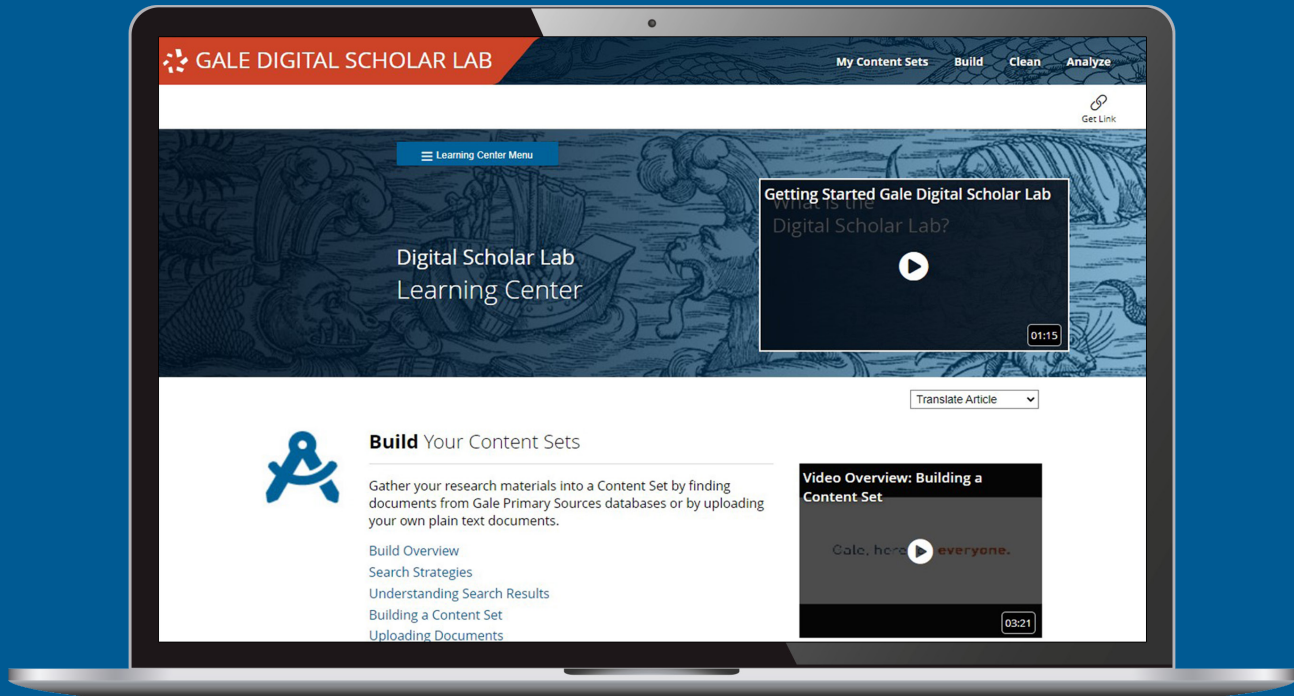 GALE DIGITAL SCHOLAR LAB
My Content Sets Build Clean Analyze
Get Link
Learning Center Menu
Getting Started Gale Digital Scholar Lab
What is the
Digital Scholar Lab?
01:15
Digital Scholar Lab
Learning Center
Translate Article
Build Your Content Sets
Gather your research materials into a Content Set by finding
documents from Gale Primary Sources databases or by uploading
your own plain text documents.
Build Overview
Search Strategies
Understanding Search Results
Building a Content Set
Uploading Documents
Video Overview: Building a
Content Set
Gale, here everyone.
03:21